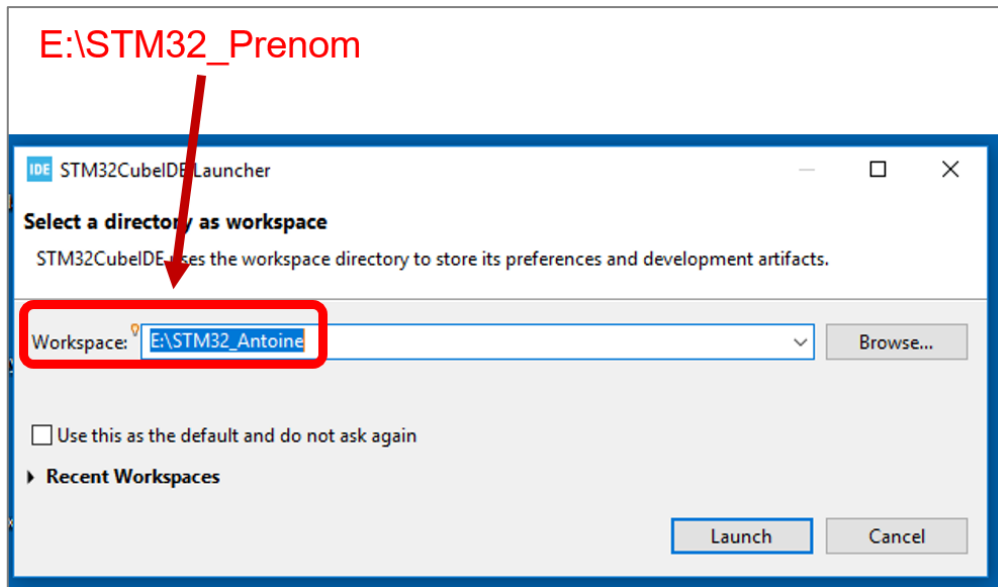 E:\STM32_Prenom
IDE STM32CubeIDE Launcher
Select a directory as workspace
STM32CubeIDE uses the workspace directory to store its preferences and development artifacts.
Workspace: E:\STM32_Antoine Browse...
Use this as the default and do not ask again
Recent Workspaces
Launch Cancel